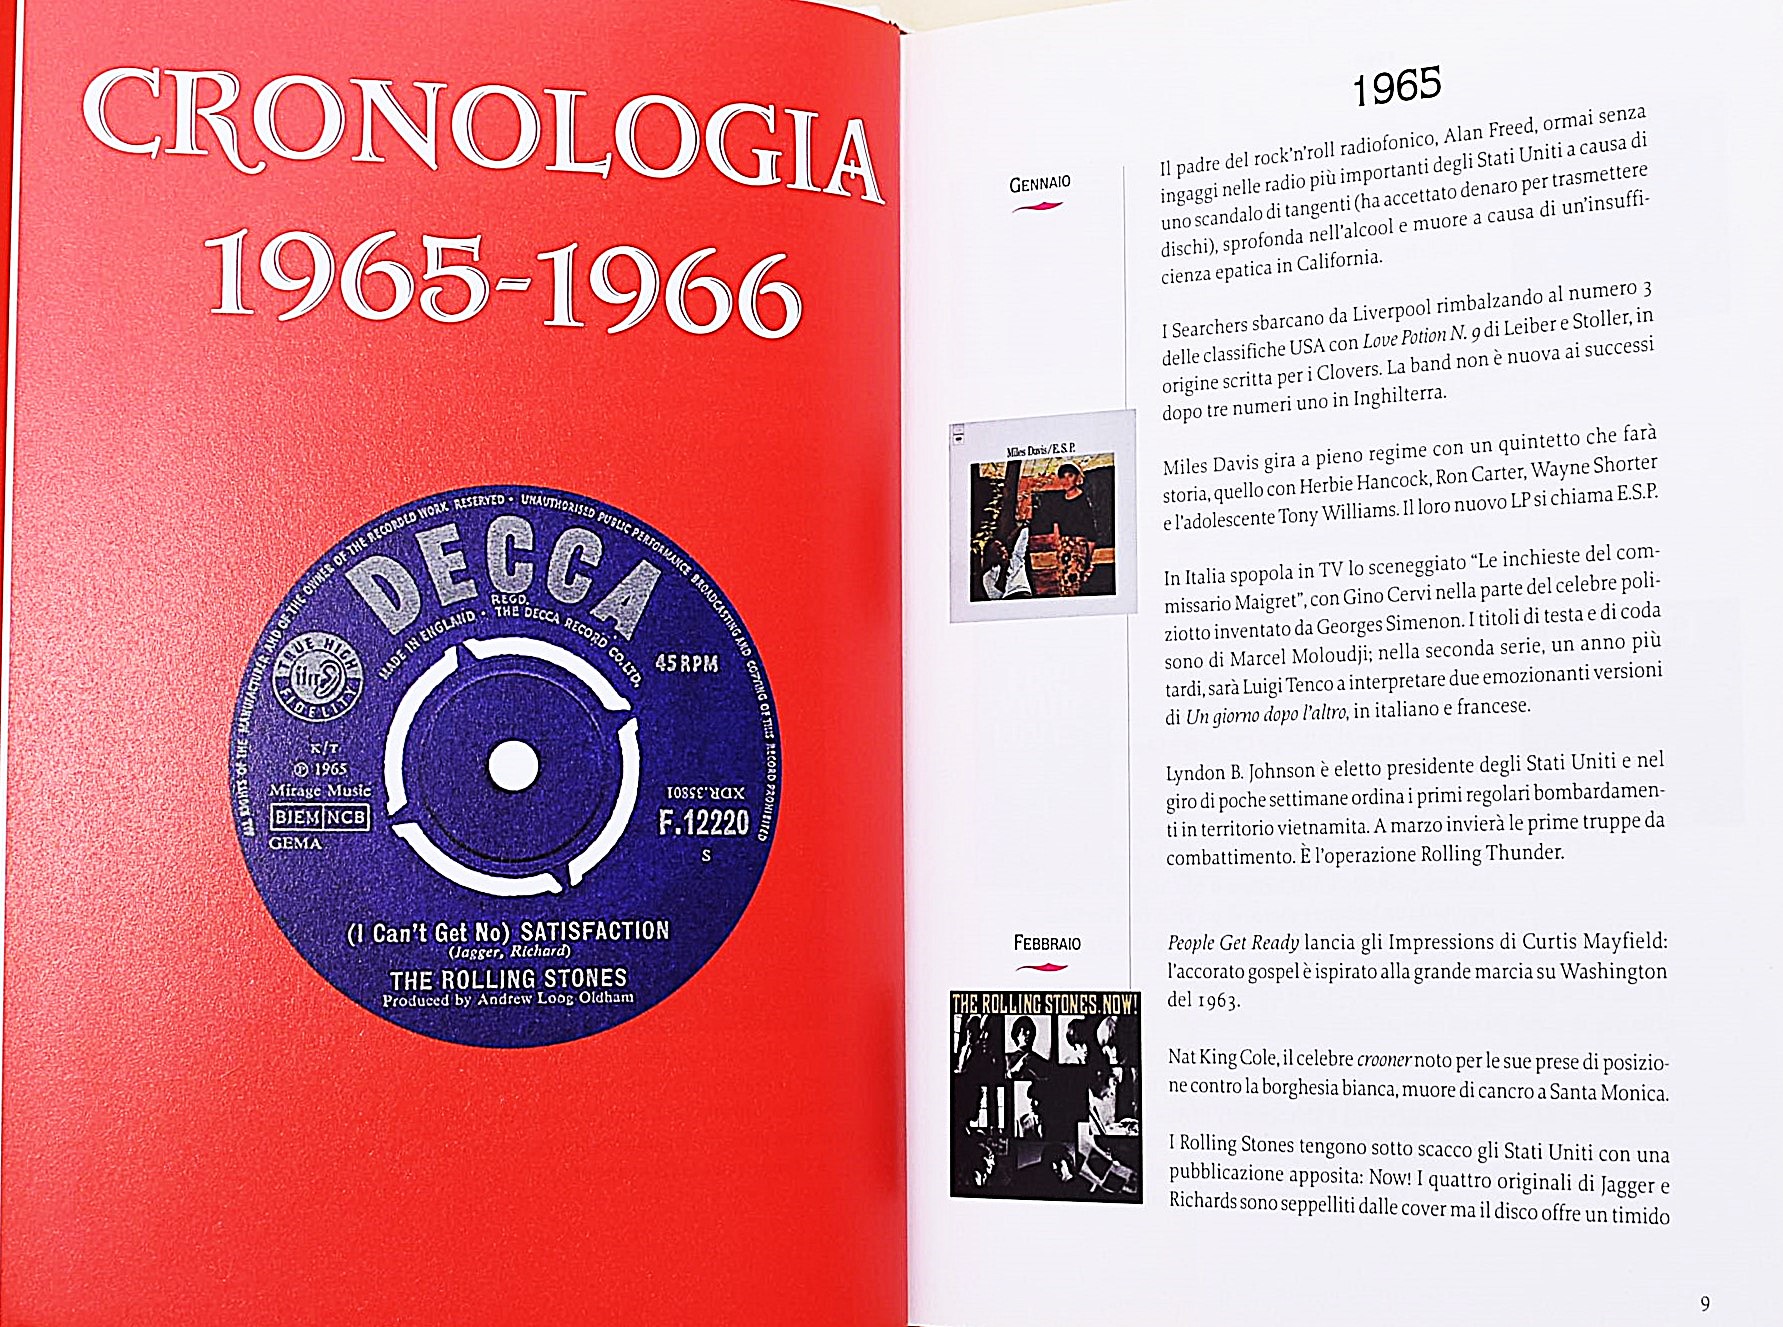 CRONOLOGIA
1965-1966
ALL RIGHTS OF THE MANUFACTURER AND OF THE OWNER OF THE RECORDED WORK RESERVED · UNAUTHORISED PUBLIC PERFORMANCE BROADCASTING AND COPYING OF THIS RECORD PROHIBITED
DECCA
REGD.
MADE IN ENGLAND · THE DECCA RECORD CO. LTD.
TRUE HIGH
ffrr
FIDELITY
45 RPM
K/T
℗ 1965
Mirage Music
BIEM NCB
GEMA
XDR.35801
F.12220
S
(I Can't Get No) SATISFACTION
(Jagger, Richard)
THE ROLLING STONES
Produced by Andrew Loog Oldham
1965
GENNAIO
Il padre del rock'n'roll radiofonico, Alan Freed, ormai senza
ingaggi nelle radio più importanti degli Stati Uniti a causa di
uno scandalo di tangenti (ha accettato denaro per trasmettere
dischi), sprofonda nell'alcool e muore a causa di un'insuffi-
cienza epatica in California.
I Searchers sbarcano da Liverpool rimbalzando al numero 3
delle classifiche USA con Love Potion N. 9 di Leiber e Stoller, in
origine scritta per i Clovers. La band non è nuova ai successi
dopo tre numeri uno in Inghilterra.
Miles Davis/E.S.P.
Miles Davis gira a pieno regime con un quintetto che farà
storia, quello con Herbie Hancock, Ron Carter, Wayne Shorter
e l'adolescente Tony Williams. Il loro nuovo LP si chiama E.S.P.
In Italia spopola in TV lo sceneggiato "Le inchieste del com-
missario Maigret", con Gino Cervi nella parte del celebre poli-
ziotto inventato da Georges Simenon. I titoli di testa e di coda
sono di Marcel Moloudji; nella seconda serie, un anno più
tardi, sarà Luigi Tenco a interpretare due emozionanti versioni
di Un giorno dopo l'altro, in italiano e francese.
Lyndon B. Johnson è eletto presidente degli Stati Uniti e nel
giro di poche settimane ordina i primi regolari bombardamen-
ti in territorio vietnamita. A marzo invierà le prime truppe da
combattimento. È l'operazione Rolling Thunder.
FEBBRAIO
People Get Ready lancia gli Impressions di Curtis Mayfield:
l'accorato gospel è ispirato alla grande marcia su Washington
del 1963.
THE ROLLING STONES, NOW!
Nat King Cole, il celebre crooner noto per le sue prese di posizio-
ne contro la borghesia bianca, muore di cancro a Santa Monica.
I Rolling Stones tengono sotto scacco gli Stati Uniti con una
pubblicazione apposita: Now! I quattro originali di Jagger e
Richards sono seppelliti dalle cover ma il disco offre un timido
9